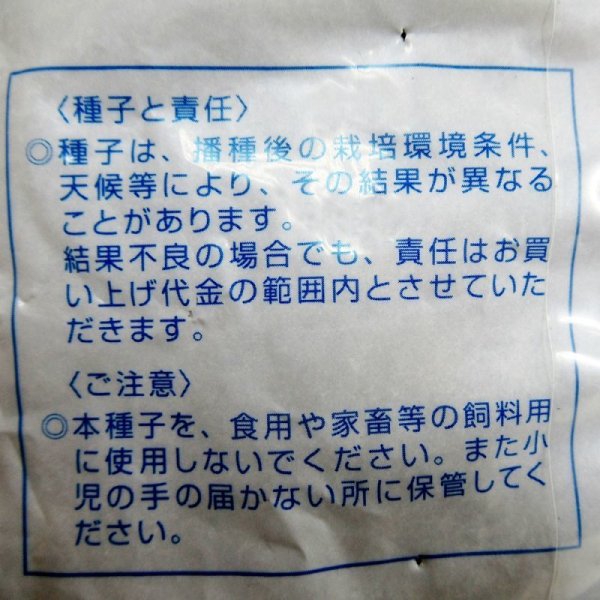 〈種子と責任〉
◎種子は、播種後の栽培環境条件、
天候等により、その結果が異なる
ことがあります。
結果不良の場合でも、責任はお買
い上げ代金の範囲内とさせていた
だきます。
〈ご注意〉
◎本種子を、食用や家畜等の飼料用
に使用しないでください。また小
児の手の届かない所に保管してく
ださい。